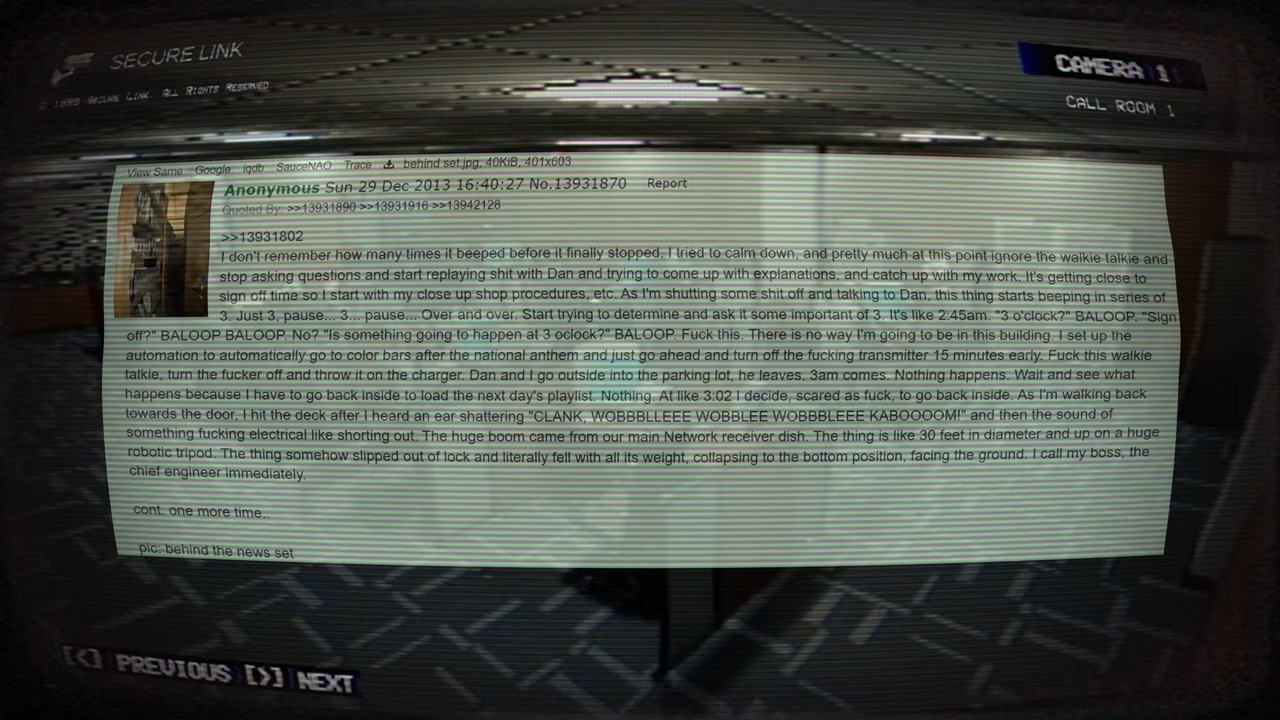 SECURE LINK
© 1995 SECURE LINK. ALL RIGHTS RESERVED
CAMERA 1
CALL ROOM 1
View Same Google iqdb SauceNAO Trace behind set.jpg, 40KiB, 401x603
Anonymous Sun 29 Dec 2013 16:40:27 No.13931870 Report
Quoted By: >>13931890 >>13931916 >>13942128
>>13931802
I don't remember how many times it beeped before it finally stopped. I tried to calm down, and pretty much at this point ignore the walkie talkie and
stop asking questions and start replaying shit with Dan and trying to come up with explanations, and catch up with my work. It's getting close to
sign off time so I start with my close up shop procedures, etc. As I'm shutting some shit off and talking to Dan, this thing starts beeping in series of
3. Just 3, pause... 3... pause... Over and over. Start trying to determine and ask it some important of 3. It's like 2:45am. "3 o'clock?" BALOOP. "Sign
off?" BALOOP BALOOP. No? "Is something going to happen at 3 oclock?" BALOOP. Fuck this. There is no way I'm going to be in this building. I set up the
automation to automatically go to color bars after the national anthem and just go ahead and turn off the fucking transmitter 15 minutes early. Fuck this walkie
talkie, turn the fucker off and throw it on the charger. Dan and I go outside into the parking lot, he leaves. 3am comes. Nothing happens. Wait and see what
happens because I have to go back inside to load the next day's playlist. Nothing. At like 3:02 I decide, scared as fuck, to go back inside. As I'm walking back
towards the door, I hit the deck after I heard an ear shattering "CLANK, WOBBBLLEEE WOBBLEE WOBBBLEEE KABOOOOM!" and then the sound of
something fucking electrical like shorting out. The huge boom came from our main Network receiver dish. The thing is like 30 feet in diameter and up on a huge
robotic tripod. The thing somehow slipped out of lock and literally fell with all its weight, collapsing to the bottom position, facing the ground. I call my boss, the
chief engineer immediately.
cont. one more time..
pic: behind the news set
[<] PREVIOUS [>] NEXT